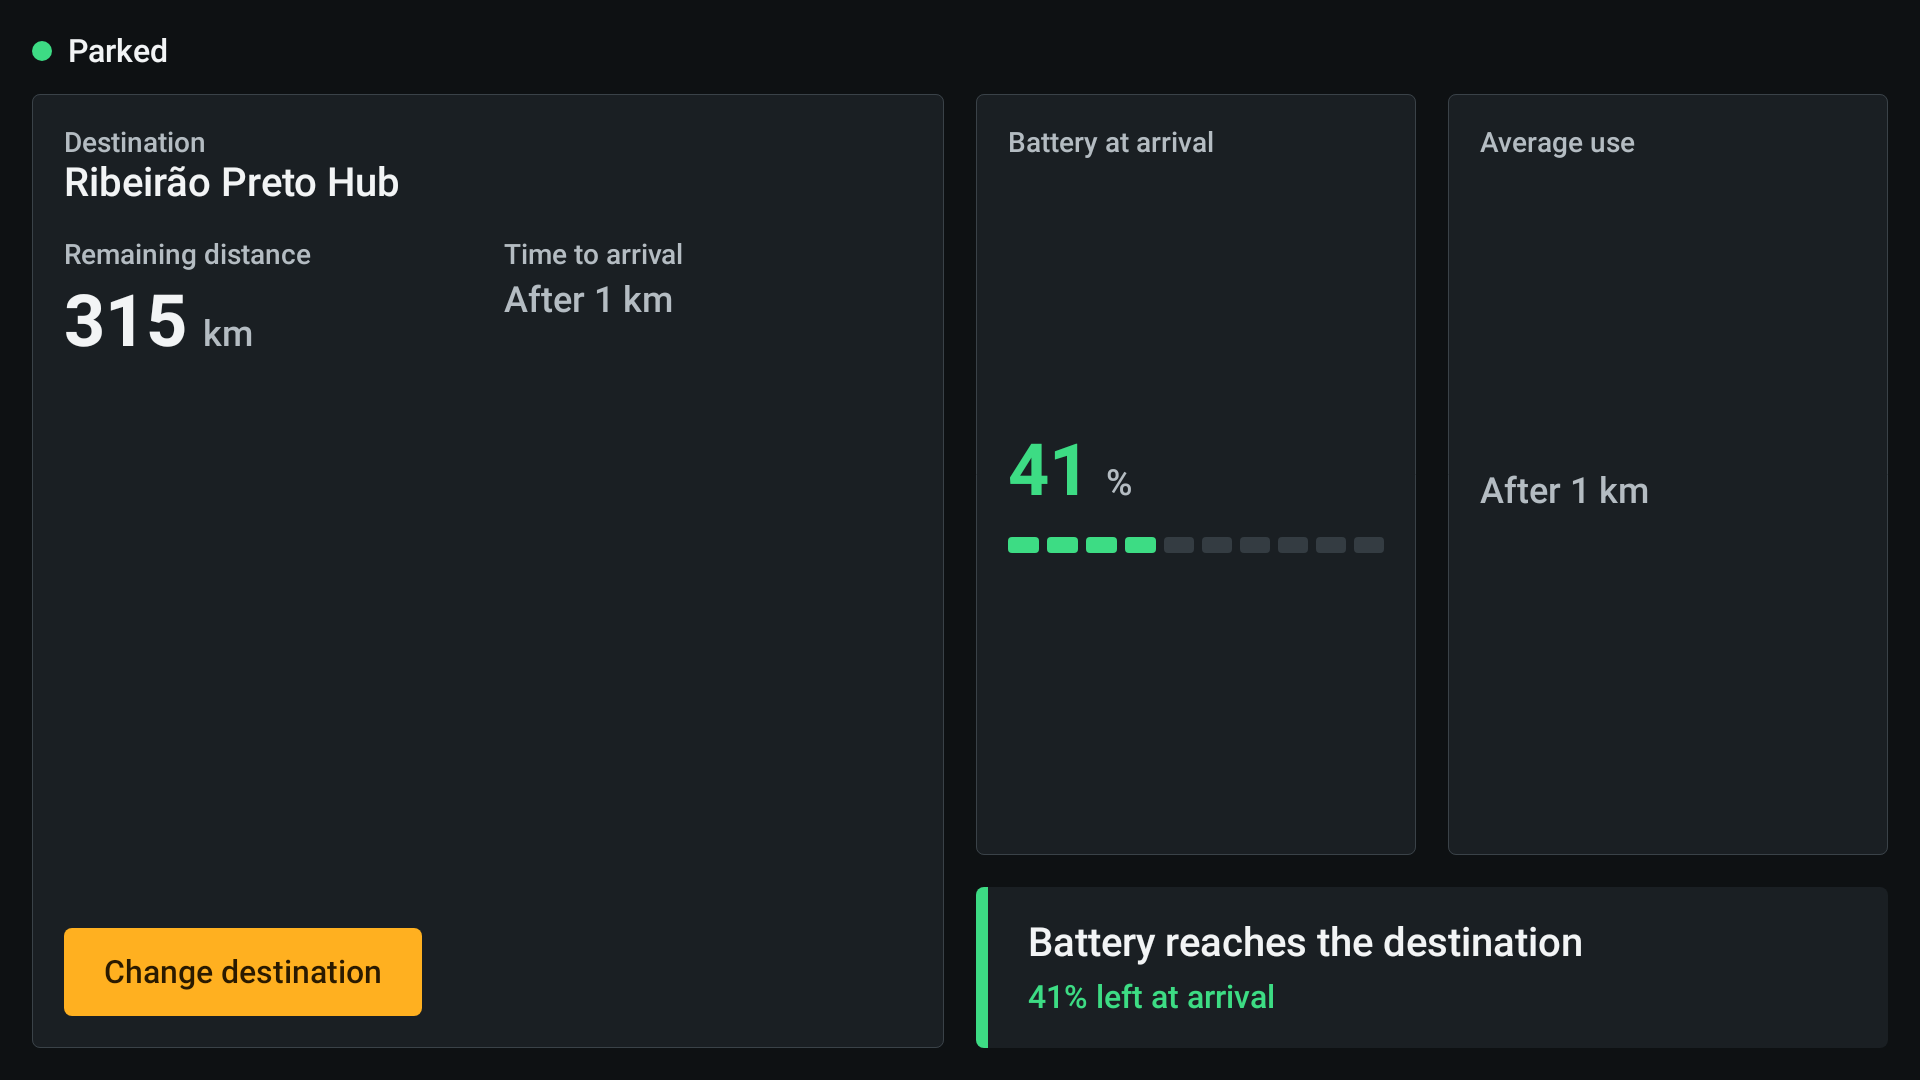 Parked
Destination
Ribeirão Preto Hub
Remaining distance
315 km
Time to arrival
After 1 km
Change destination
Battery at arrival
41 %
Average use
After 1 km
Battery reaches the destination
41% left at arrival